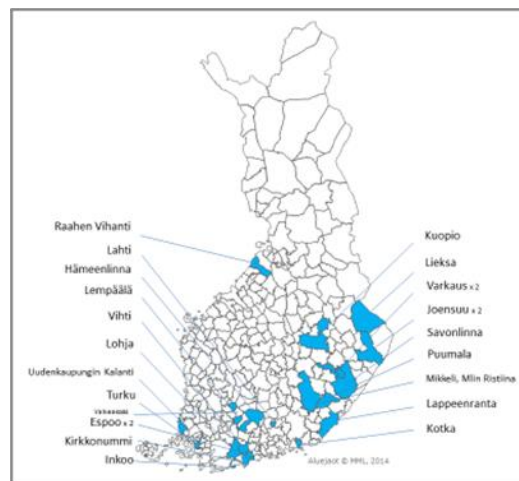 Raahen Vihanti
Lahti
Hämeenlinna
Lempäälä
Vihti
Lohja
Uudenkaupungin Kalanti
Turku
Espoo x 2
Kirkkonummi
Inkoo
Kuopio
Lieksa
Varkaus x 2
Joensuu x 2
Savonlinna
Puumala
Mikkeli, Mlin Ristiina
Lappeenranta
Kotka
Aluejaot © MML, 2014